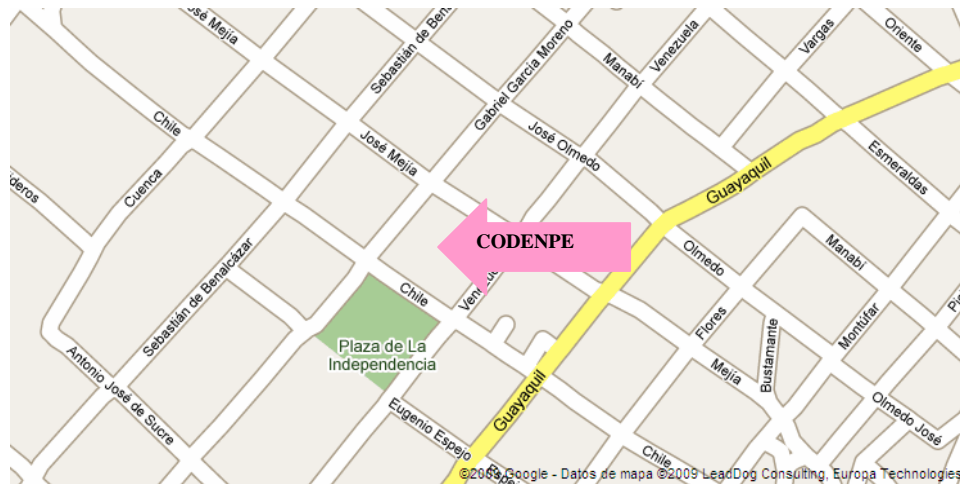 José Mejía
Sebastián de Bena
Gabriel García Moreno
Venezuela
Vargas
Oriente
Manabí
Chile
José Mejía
José Olmedo
Esmeraldas
Guayaquil
deros
Cuenca
CODENPE
Sebastián de Benalcázar
Olmedo
Manabí
Chile
Flores
Montúfar
Plaza de La
Independencia
Antonio José de Sucre
Mejía
Bustamante
Guayaquil
Eugenio Espejo
Olmedo José
Chile
Google - Datos de mapa ©2009 LeadDog Consulting, Europa Technologies